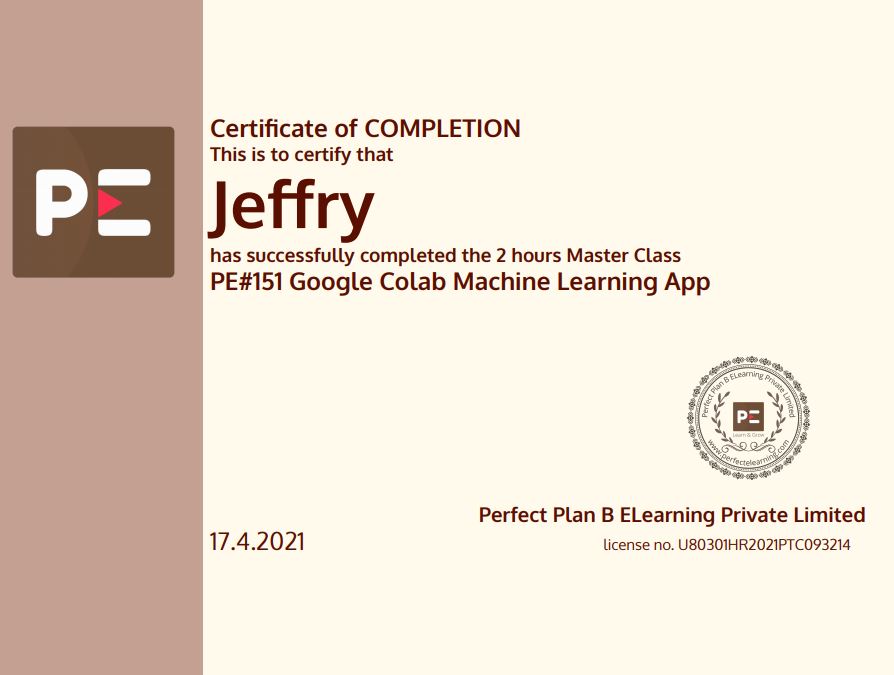 PE
Certificate of COMPLETION
This is to certify that
Jeffry
has successfully completed the 2 hours Master Class
PE#151 Google Colab Machine Learning App
Perfect Plan B ELearning Private Limited
PE
Learn & Grow
www.perfectelearning.com
Perfect Plan B ELearning Private Limited
17.4.2021
license no. U80301HR2021PTC093214